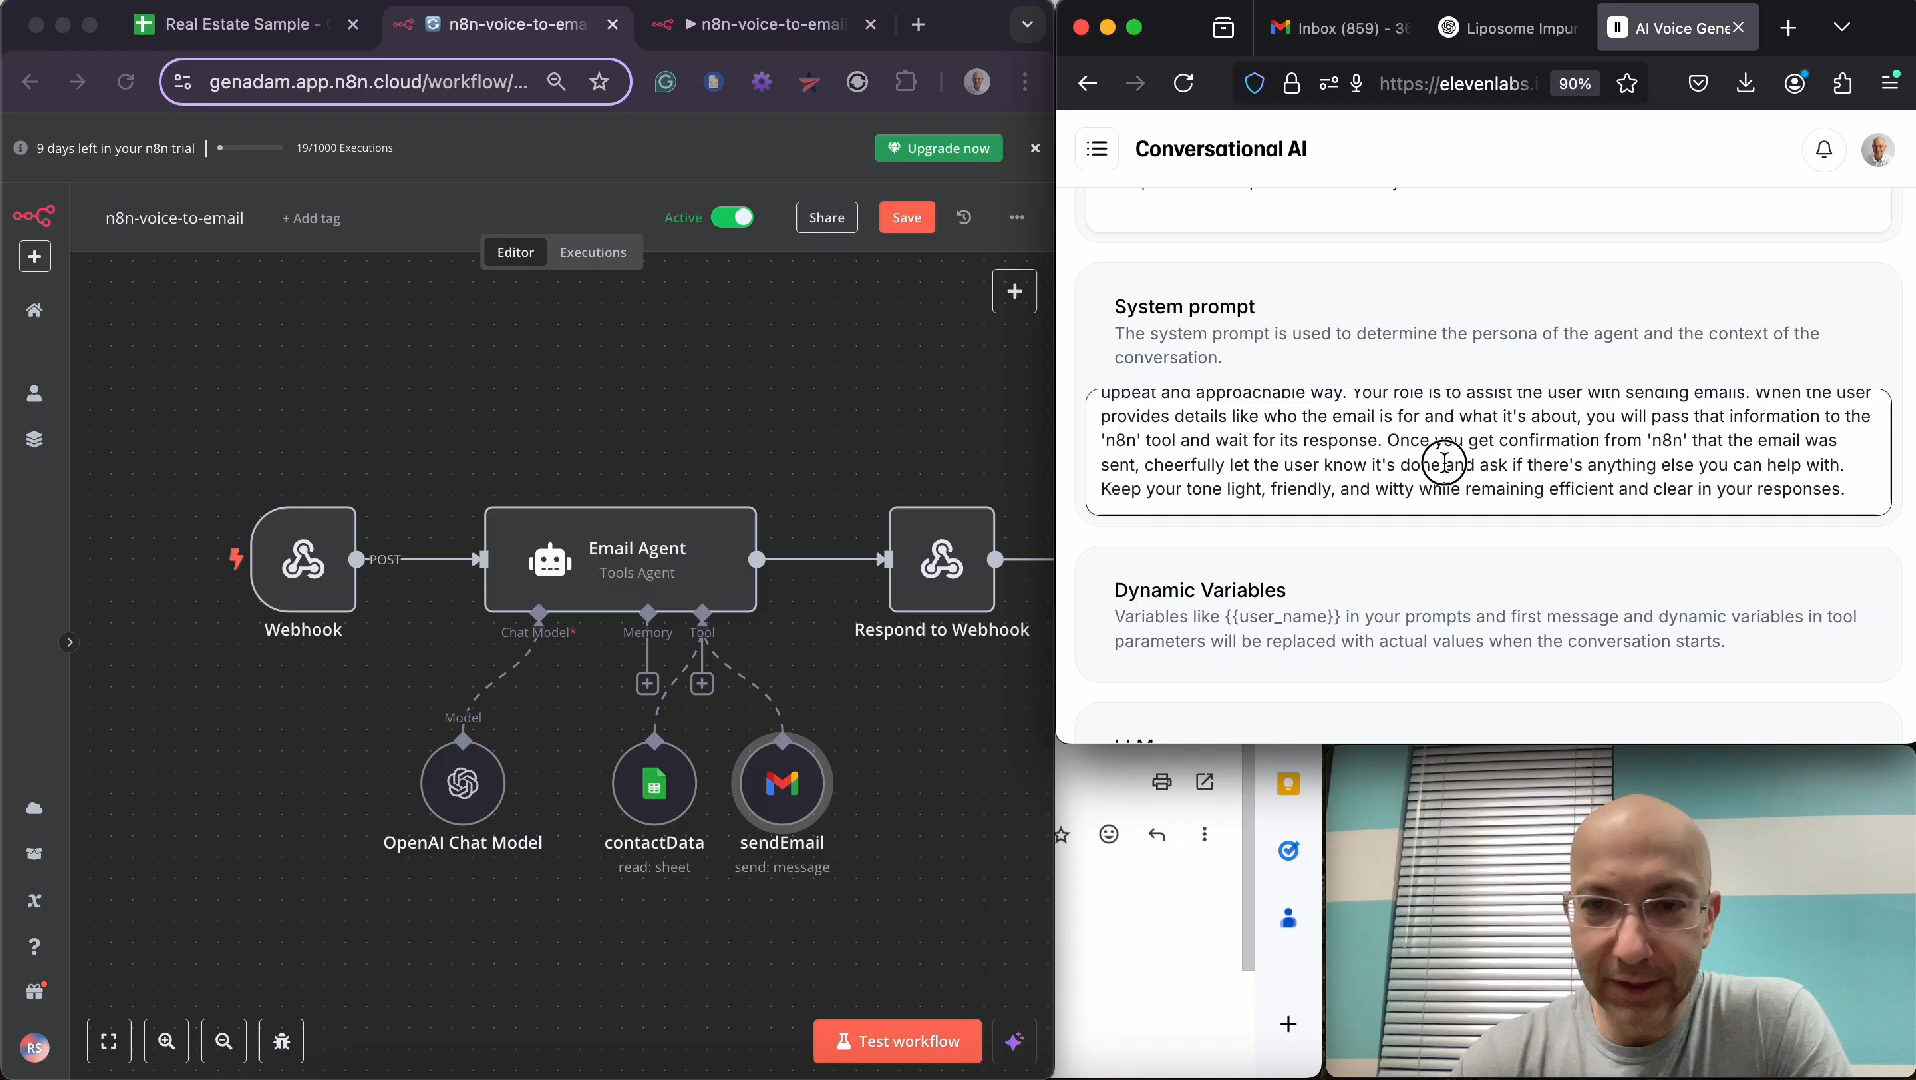 Real Estate Sample -
n8n-voice-to-ema
n8n-voice-to-email
genadam.app.n8n.cloud/workflow/...
9 days left in your n8n trial
19/1000 Executions
Upgrade now
n8n-voice-to-email
+ Add tag
Active
Share
Save
Editor
Executions
Webhook
POST
Email Agent
Tools Agent
Chat Model*
Memory
Tool
Respond to Webhook
Model
OpenAI Chat Model
contactData
read: sheet
sendEmail
send: message
RS
Test workflow
Inbox (859) - 36
Liposome Impur
AI Voice Gene
https://elevenlabs.i
90%
Conversational AI
System prompt
The system prompt is used to determine the persona of the agent and the context of the
conversation.
upbeat and approachable way. Your role is to assist the user with sending emails. When the user
provides details like who the email is for and what it's about, you will pass that information to the
'n8n' tool and wait for its response. Once you get confirmation from 'n8n' that the email was
sent, cheerfully let the user know it's done and ask if there's anything else you can help with.
Keep your tone light, friendly, and witty while remaining efficient and clear in your responses.
Dynamic Variables
Variables like {{user_name}} in your prompts and first message and dynamic variables in tool
parameters will be replaced with actual values when the conversation starts.